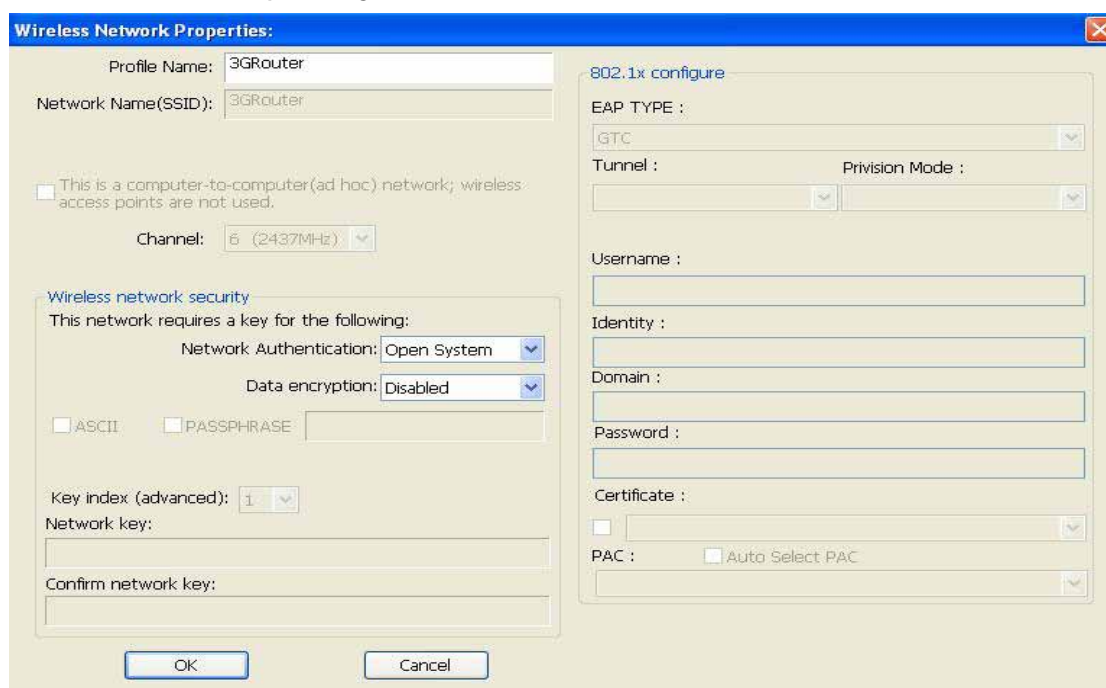 Wireless Network Properties:
Profile Name: 3GRouter
Network Name(SSID): 3GRouter
This is a computer-to-computer(ad hoc) network; wireless
access points are not used.
Channel: 6 (2437MHz)
Wireless network security
This network requires a key for the following:
Network Authentication: Open System
Data encryption: Disabled
ASCII PASSPHRASE
Key index (advanced): 1
Network key:
Confirm network key:
OK Cancel
802.1x configure
EAP TYPE :
GTC
Tunnel : Privision Mode :
Username :
Identity :
Domain :
Password :
Certificate :
PAC : Auto Select PAC